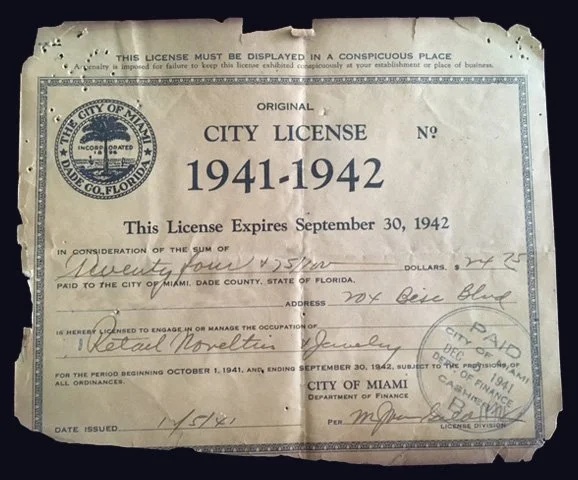 THIS LICENSE MUST BE DISPLAYED IN A CONSPICUOUS PLACE
A penalty is imposed for failure to keep this license exhibited conspicuously at your establishment or place of business.
ORIGINAL
THE CITY OF MIAMI
INCORPORATED
1896
DADE CO., FLORIDA
CITY LICENSE No
1941-1942
This License Expires September 30, 1942
IN CONSIDERATION OF THE SUM OF
Twenty four & 75/100 DOLLARS, $ 24 75
PAID TO THE CITY OF MIAMI, DADE COUNTY, STATE OF FLORIDA.
ADDRESS 204 Bisc Blvd
IS HEREBY LICENSED TO ENGAGE IN OR MANAGE THE OCCUPATION OF
Retail Novelties & Jewelry
FOR THE PERIOD BEGINNING OCTOBER 1, 1941, AND ENDING SEPTEMBER 30, 1942, SUBJECT TO THE PROVISIONS OF
ALL ORDINANCES.
CITY OF MIAMI
DEPARTMENT OF FINANCE
PAID
CITY OF MIAMI
DEC 1941
DEPT. OF FINANCE
CASHIER
DATE ISSUED 12/5/41 PER
LICENSE DIVISION